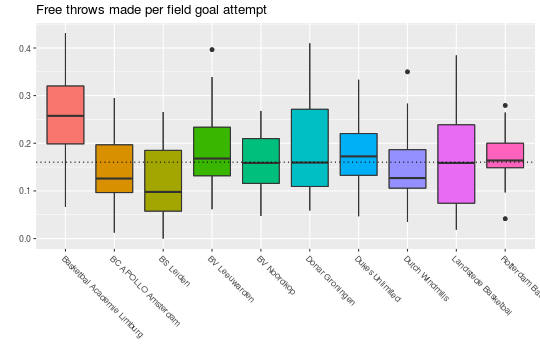 Free throws made per field goal attempt
0.4
0.3
0.2
0.1
0.0
Basketbal Academie Limburg
BC APOLLO Amsterdam
BS Leiden
BV Leeuwarden
BV Noordkop
Donar Groningen
Dukes Unlimited
Dutch Windmills
Landstede Basketbal
Rotterdam Bas